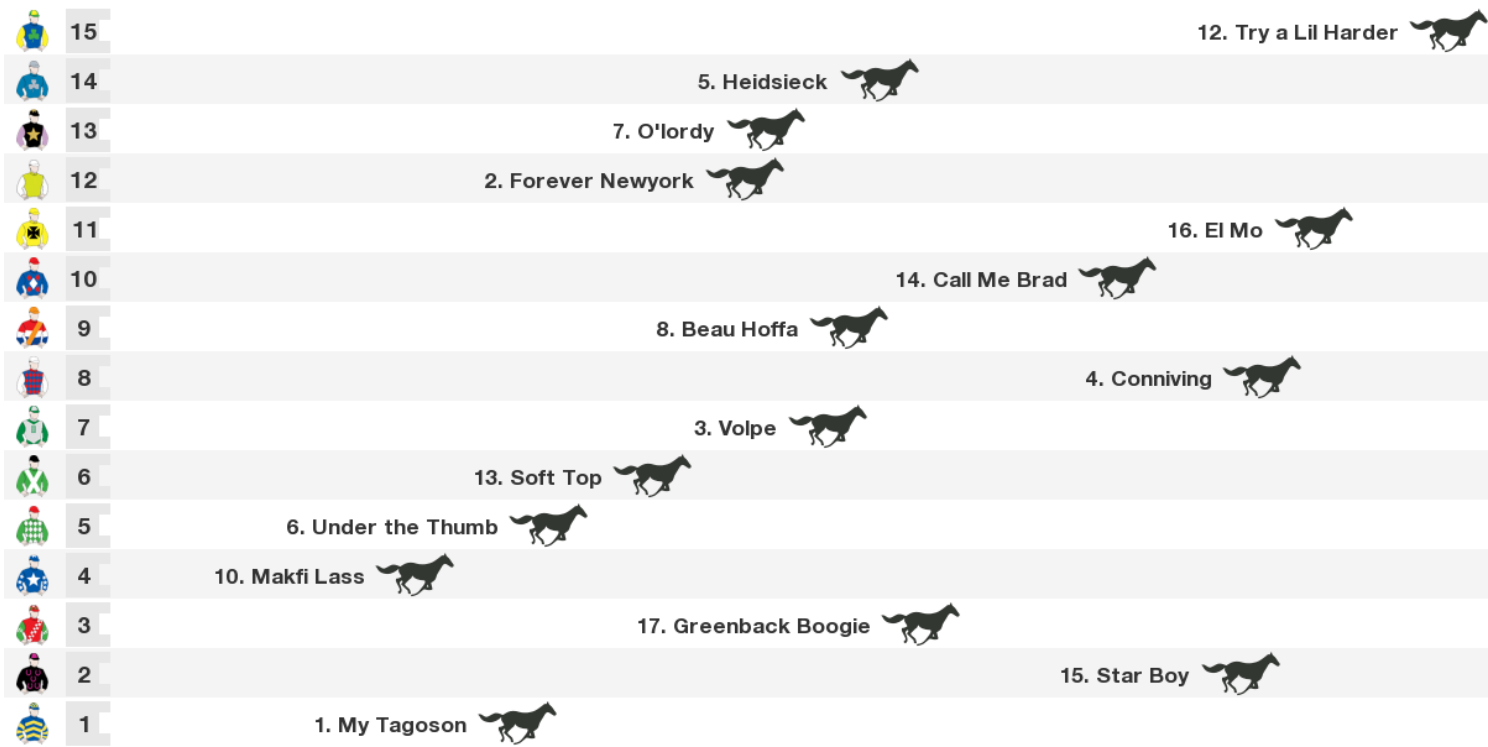 15 12. Try a Lil Harder
14 5. Heidsieck
13 7. O'lordy
12 2. Forever Newyork
11 16. El Mo
10 14. Call Me Brad
9 8. Beau Hoffa
8 4. Conniving
7 3. Volpe
6 13. Soft Top
5 6. Under the Thumb
4 10. Makfi Lass
3 17. Greenback Boogie
2 15. Star Boy
1 1. My Tagoson